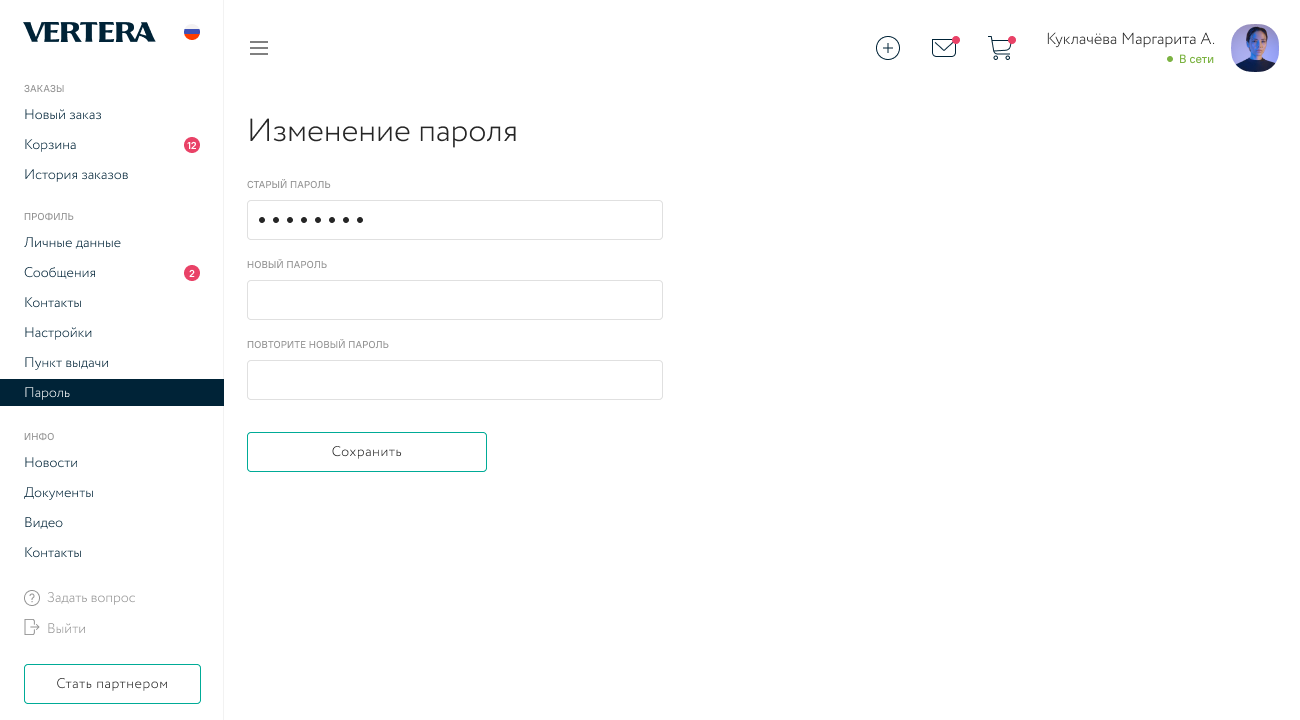 VERTERA
ЗАКАЗЫ
Новый заказ
Корзина 12
История заказов
ПРОФИЛЬ
Личные данные
Сообщения 2
Контакты
Настройки
Пункт выдачи
Пароль
ИНФО
Новости
Документы
Видео
Контакты
Задать вопрос
Выйти
Стать партнером
Куклачёва Маргарита А.
В сети
Изменение пароля
СТАРЫЙ ПАРОЛЬ
НОВЫЙ ПАРОЛЬ
ПОВТОРИТЕ НОВЫЙ ПАРОЛЬ
Сохранить